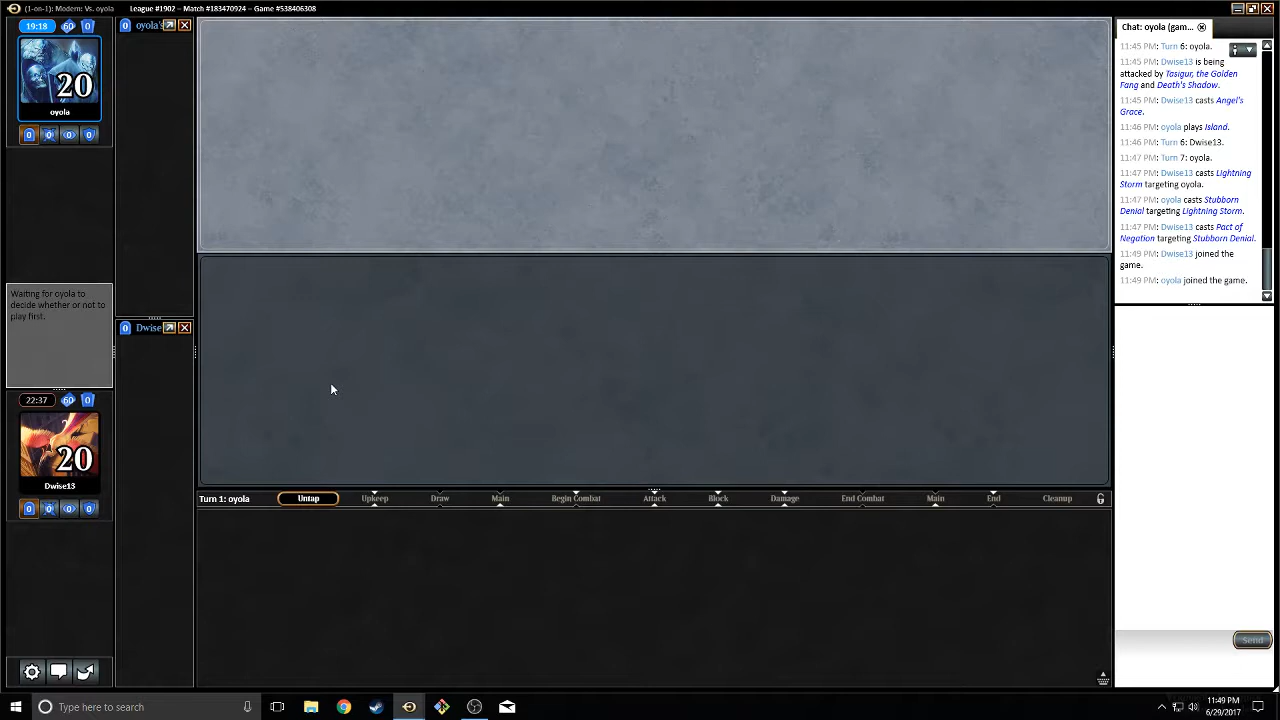 (1-on-1): Modern: Vs. oyola
League #1902 – Match #183470924 – Game #538406308
19:18
60
0
20
oyola
0
0
0
0
0
oyola's
Waiting for oyola to
decide whether or not to
play first.
22:37
60
0
20
Dwise13
0
0
0
0
0
Dwise
Turn 1: oyola
Untap
Upkeep
Draw
Main
Begin Combat
Attack
Block
Damage
End Combat
Main
End
Cleanup
Chat: oyola (gam...
11:45 PM: Turn 6: oyola.
11:45 PM: Dwise13 is being
attacked by Tasigur, the Golden
Fang and Death's Shadow.
11:45 PM: Dwise13 casts Angel's
Grace.
11:46 PM: oyola plays Island.
11:46 PM: Turn 6: Dwise13.
11:47 PM: Turn 7: oyola.
11:47 PM: Dwise13 casts Lightning
Storm targeting oyola.
11:47 PM: oyola casts Stubborn
Denial targeting Lightning Storm.
11:47 PM: Dwise13 casts Pact of
Negation targeting Stubborn Denial.
11:49 PM: Dwise13 joined the
game.
11:49 PM: oyola joined the game.
Send
Type here to search
11:49 PM
6/29/2017